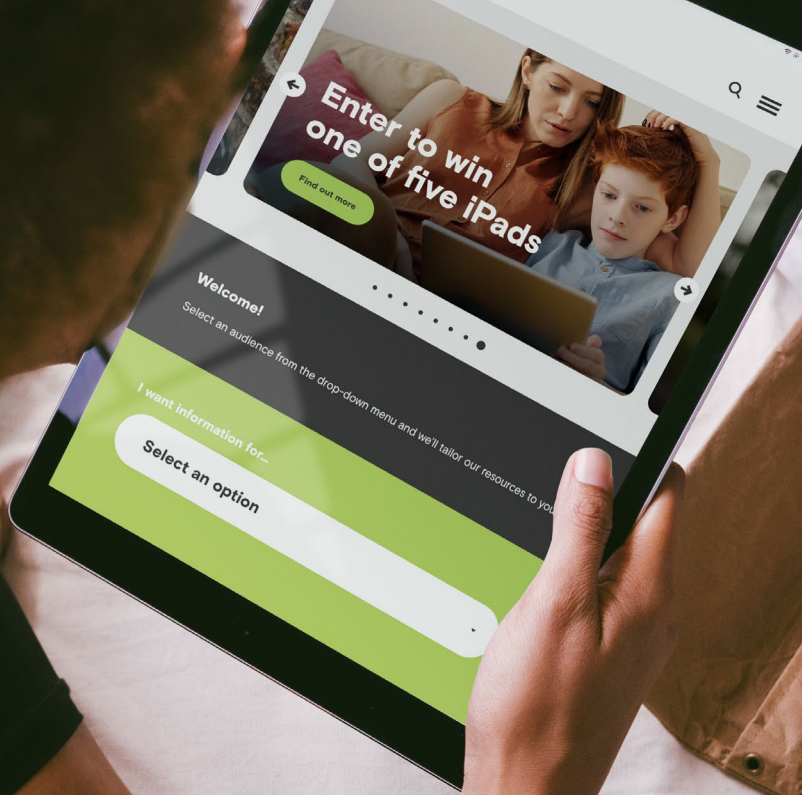 Enter to win
one of five iPads
Find out more
Welcome!
Select an audience from the drop-down menu and we'll tailor our resources to you
I want information for...
Select an option